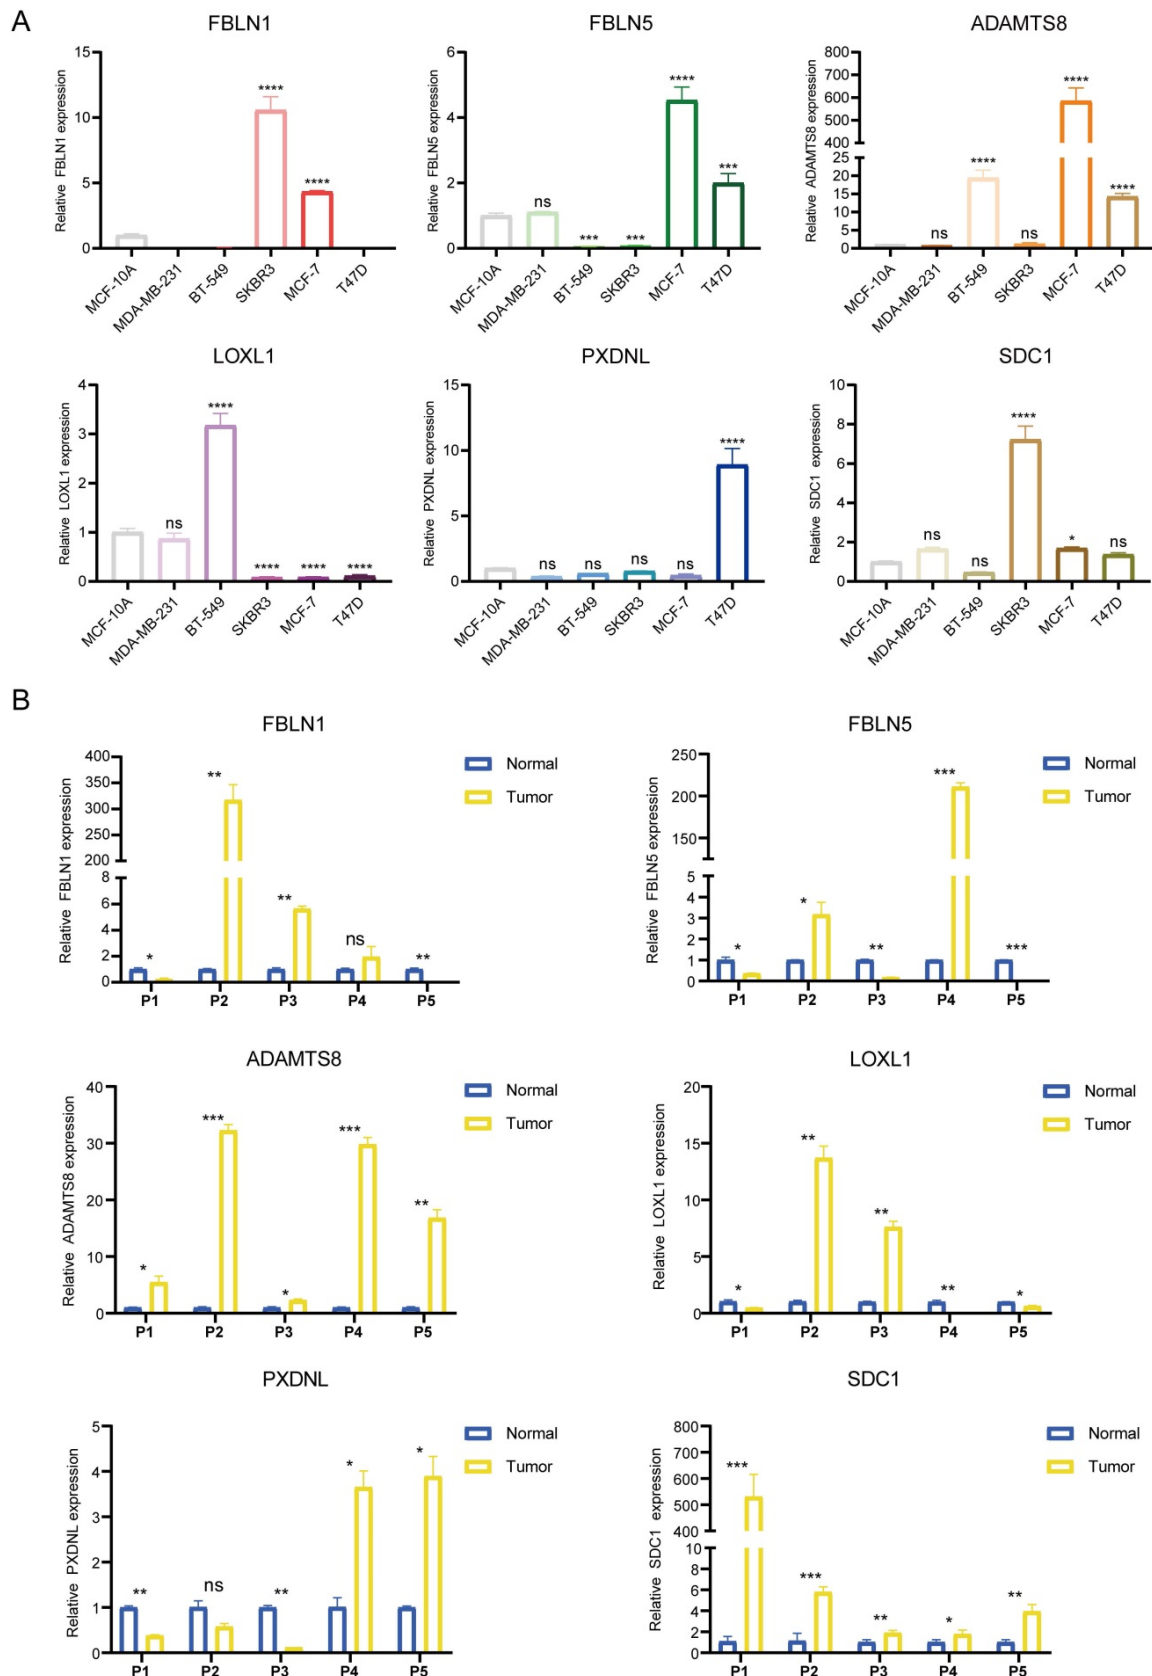 A
FBLN1
Relative FBLN1 expression
15
10
5
0
****
****
MCF-10A
MDA-MB-231
BT-549
SKBR3
MCF-7
T47D
FBLN5
Relative FBLN5 expression
6
4
2
0
ns
***
***
****
***
MCF-10A
MDA-MB-231
BT-549
SKBR3
MCF-7
T47D
ADAMTS8
Relative ADAMTS8 expression
800
700
600
500
400
25
20
15
10
5
0
ns
****
ns
****
****
MCF-10A
MDA-MB-231
BT-549
SKBR3
MCF-7
T47D
LOXL1
Relative LOXL1 expression
4
3
2
1
0
ns
****
****
****
****
MCF-10A
MDA-MB-231
BT-549
SKBR3
MCF-7
T47D
PXDNL
Relative PXDNL expression
15
10
5
0
ns
ns
ns
ns
****
MCF-10A
MDA-MB-231
BT-549
SKBR3
MCF-7
T47D
SDC1
Relative SDC1 expression
10
8
6
4
2
0
ns
ns
****
*
ns
MCF-10A
MDA-MB-231
BT-549
SKBR3
MCF-7
T47D
B
FBLN1
Relative FBLN1 expression
400
350
300
250
200
8
6
4
2
0
*
**
**
ns
**
P1 P2 P3 P4 P5
Normal
Tumor
FBLN5
Relative FBLN5 expression
250
200
150
5
4
3
2
1
0
*
*
**
***
***
P1 P2 P3 P4 P5
Normal
Tumor
ADAMTS8
Relative ADAMTS8 expression
40
30
20
10
0
*
***
*
***
**
P1 P2 P3 P4 P5
Normal
Tumor
LOXL1
Relative LOXL1 expression
20
15
10
5
0
*
**
**
**
*
P1 P2 P3 P4 P5
Normal
Tumor
PXDNL
Relative PXDNL expression
5
4
3
2
1
0
**
ns
**
*
*
P1 P2 P3 P4 P5
Normal
Tumor
SDC1
Relative SDC1 expression
800
700
600
500
400
10
8
6
4
2
0
***
***
**
*
**
P1 P2 P3 P4 P5
Normal
Tumor